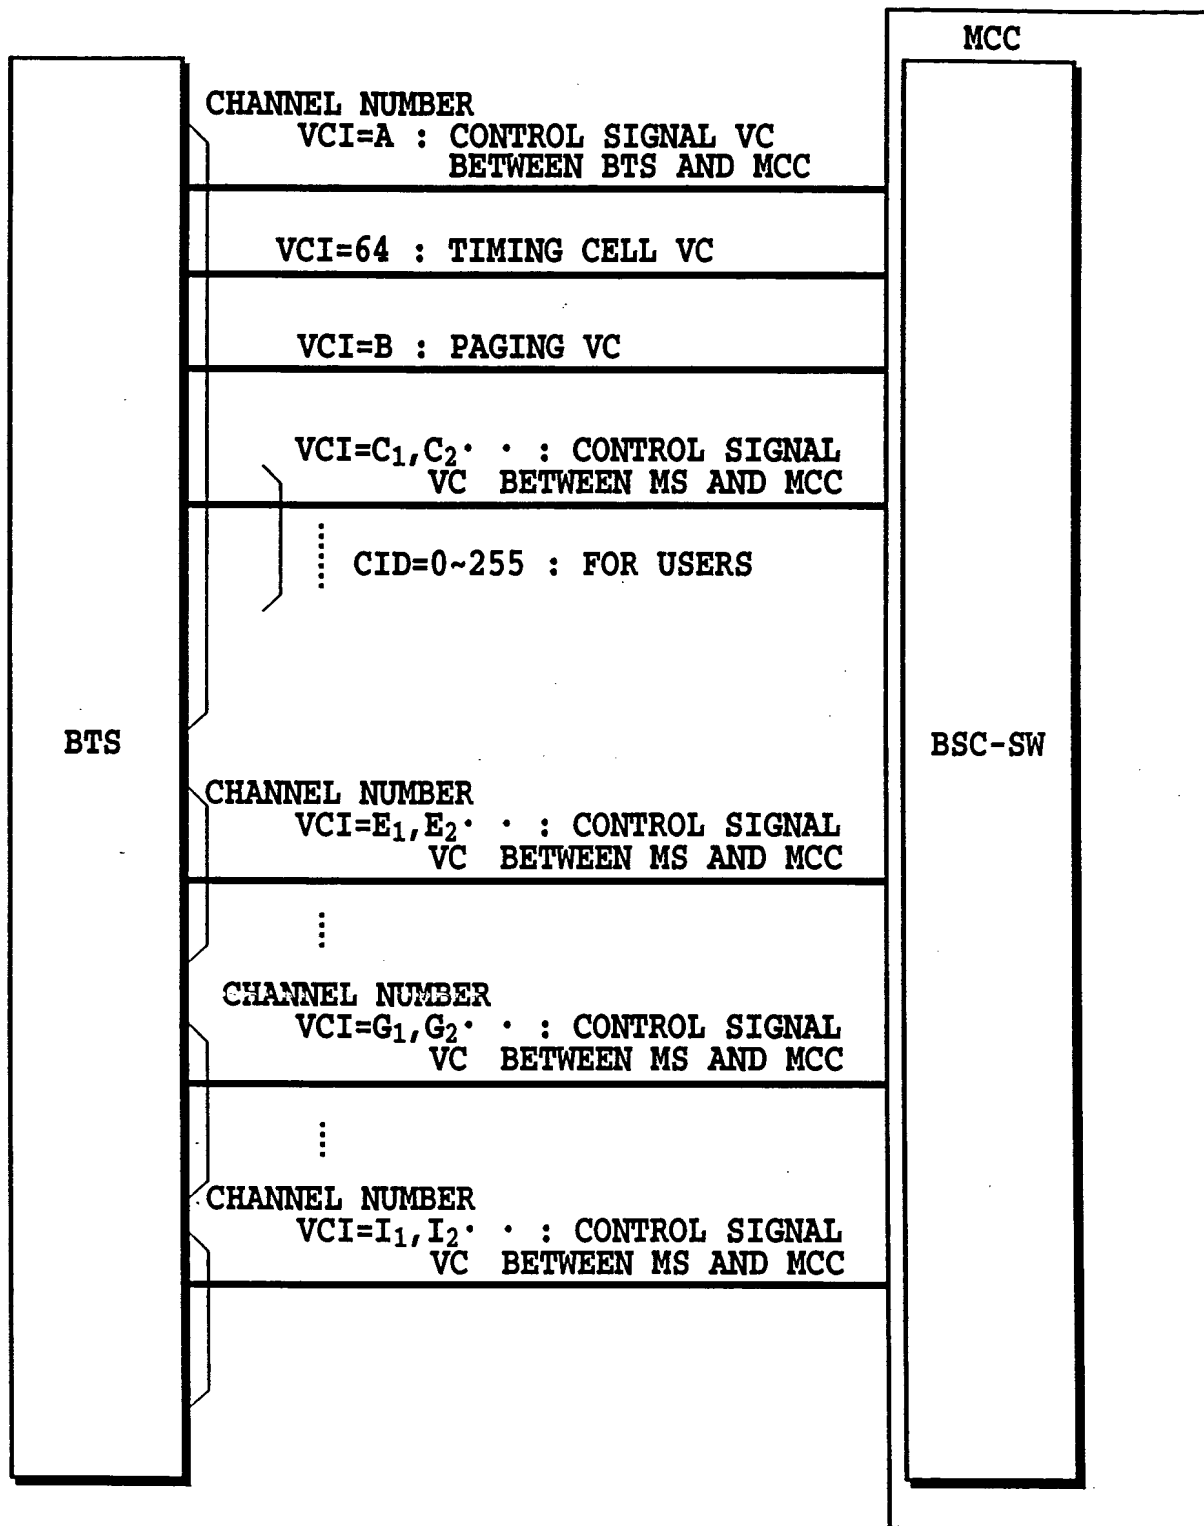 MCC
CHANNEL NUMBER
VCI=A : CONTROL SIGNAL VC
BETWEEN BTS AND MCC
VCI=64 : TIMING CELL VC
VCI=B : PAGING VC
VCI=C₁,C₂・ ・ : CONTROL SIGNAL
VC BETWEEN MS AND MCC
CID=0~255 : FOR USERS
BTS
BSC-SW
CHANNEL NUMBER
VCI=E₁,E₂・ ・ : CONTROL SIGNAL
VC BETWEEN MS AND MCC
CHANNEL NUMBER
VCI=G₁,G₂・ ・ : CONTROL SIGNAL
VC BETWEEN MS AND MCC
CHANNEL NUMBER
VCI=I₁,I₂・ ・ : CONTROL SIGNAL
VC BETWEEN MS AND MCC